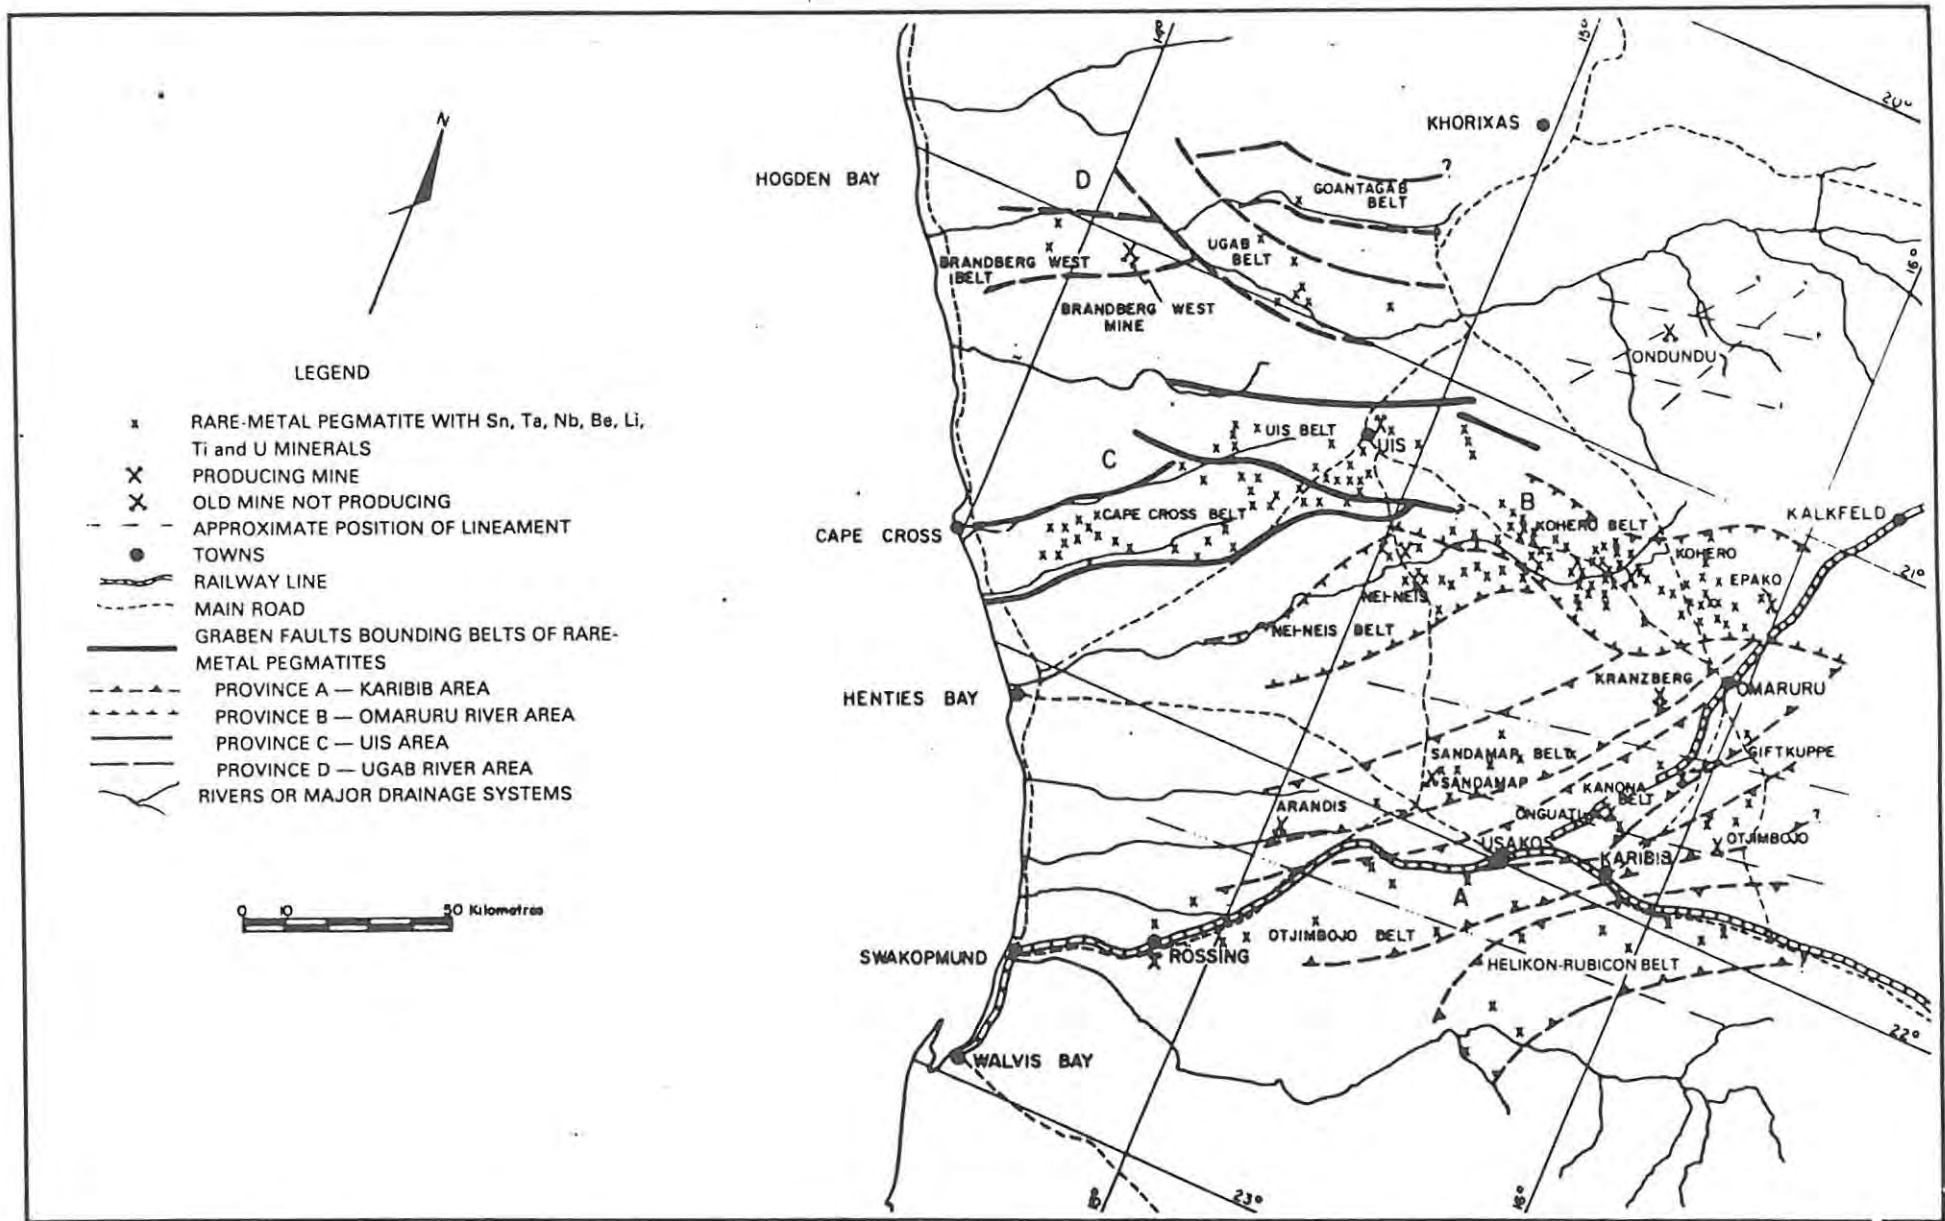 N
LEGEND
RARE-METAL PEGMATITE WITH Sn, Ta, Nb, Be, Li,
Ti and U MINERALS
PRODUCING MINE
OLD MINE NOT PRODUCING
APPROXIMATE POSITION OF LINEAMENT
TOWNS
RAILWAY LINE
MAIN ROAD
GRABEN FAULTS BOUNDING BELTS OF RARE-
METAL PEGMATITES
PROVINCE A — KARIBIB AREA
PROVINCE B — OMARURU RIVER AREA
PROVINCE C — UIS AREA
PROVINCE D — UGAB RIVER AREA
RIVERS OR MAJOR DRAINAGE SYSTEMS
0 10 50 Kilometres
14°
15°
20°
KHORIXAS
HOGDEN BAY
D
?
GOANTAGAB
BELT
UGAB
BELT
BRANDBERG WEST
BELT
16°
BRANDBERG WEST
MINE
ONDUNDU
UIS BELT
UIS
C
B
CAPE CROSS
CAPE CROSS BELT
KOHERO BELT
KALKFELD
KOHERO
EPAKO
21°
NEI-NEIS
NEI-NEIS BELT
HENTIES BAY
KRANZBERG
OMARURU
SANDAMAP BELT
SANDAMAP
GIFTKUPPE
ARANDIS
KANONA
BELT
ONGUATI
?
USAKOS
KARIBIB
OTJIMBOJO
A
SWAKOPMUND
RÖSSING
OTJIMBOJO BELT
HELIKON-RUBICON BELT
22°
WALVIS BAY
15°
23°
16°